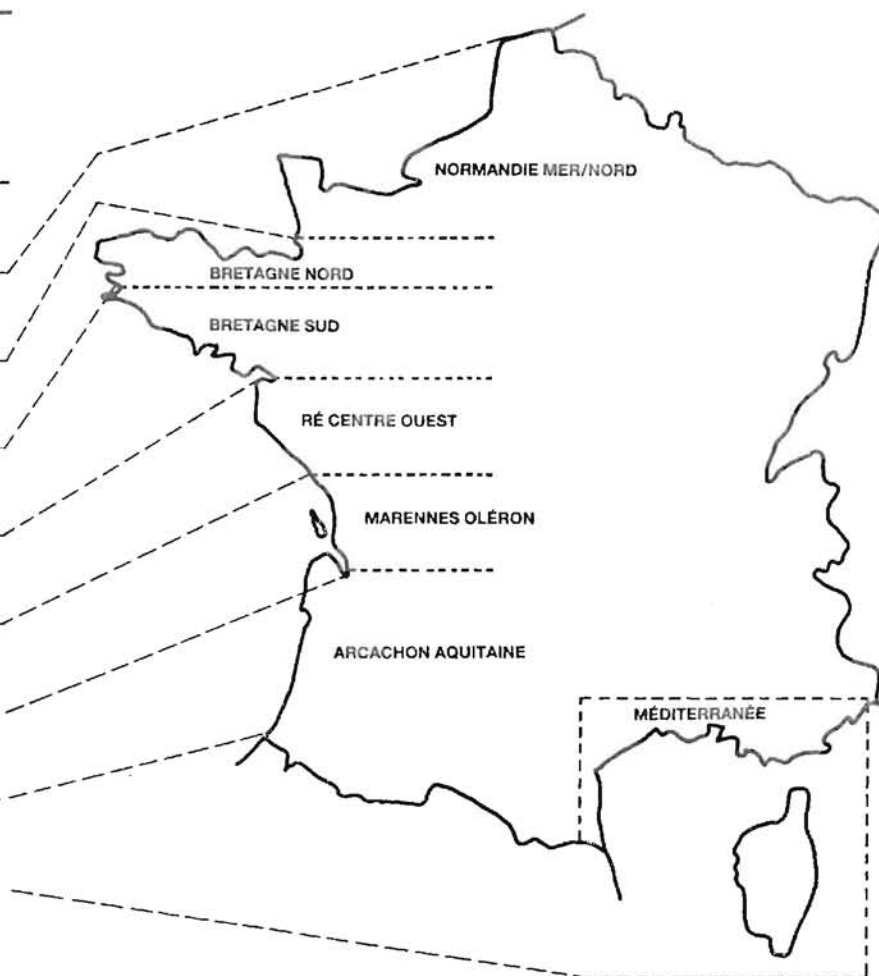 NORMANDIE MER/NORD
BRETAGNE NORD
BRETAGNE SUD
RÉ CENTRE OUEST
MARENNES OLÉRON
ARCACHON AQUITAINE
MÉDITERRANÉE